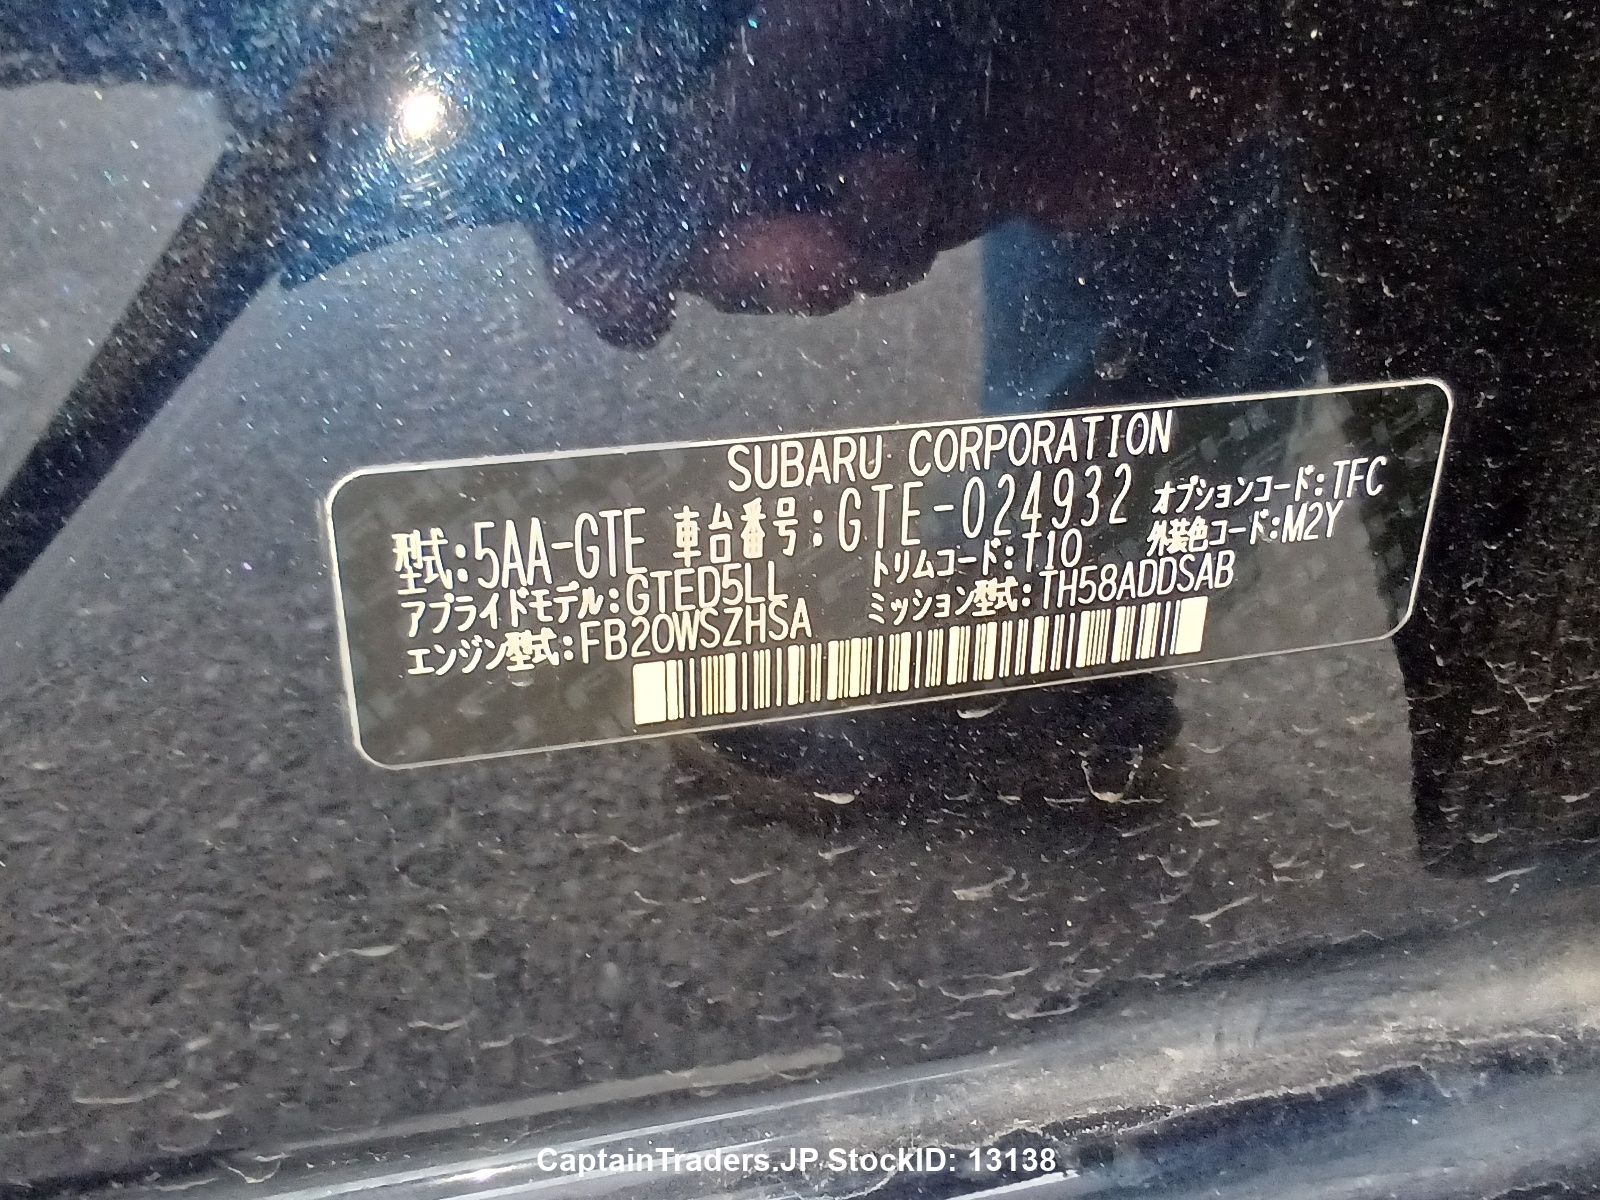 SUBARU CORPORATION
型式:5AA-GTE 車台番号:GTE-024932 オプションコード:TFC
アプライドモデル:GTED5LL トリムコード:T10 外装色コード:M2Y
エンジン型式:FB20WSZHSA ミッション型式:TH58ADDSAB
CaptainTraders.JP StockID: 13138